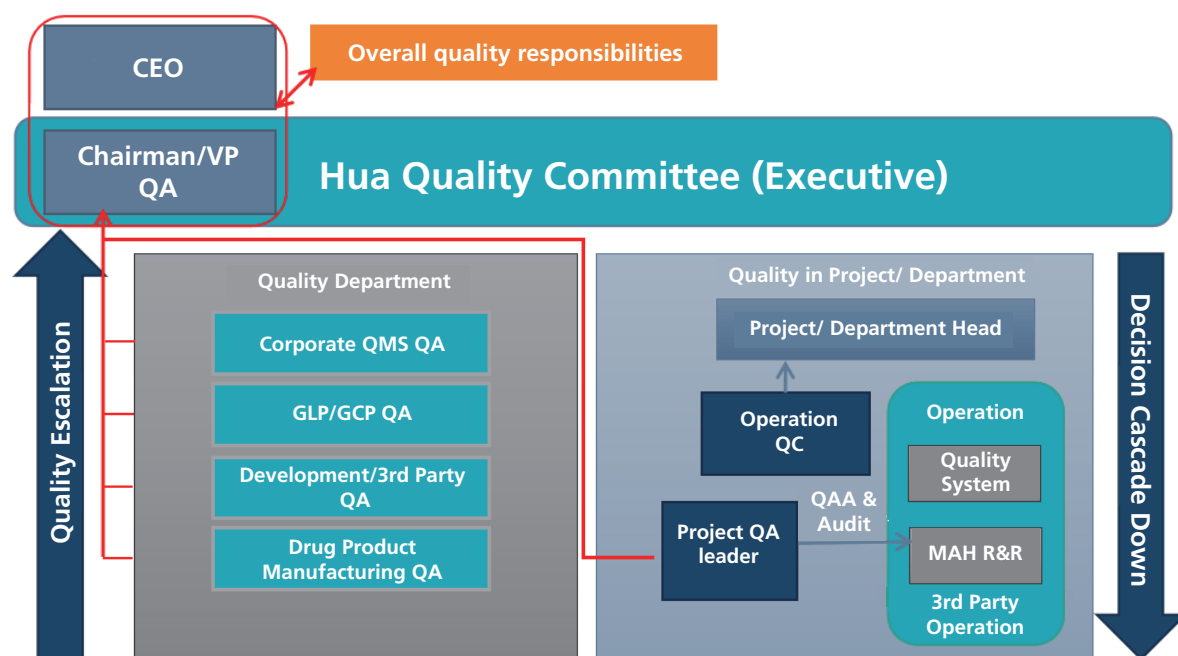 CEO
Overall quality responsibilities
Chairman/VP
QA
Hua Quality Committee (Executive)
Quality Escalation
Quality Department
Corporate QMS QA
GLP/GCP QA
Development/3rd Party
QA
Drug Product
Manufacturing QA
Quality in Project/ Department
Project/ Department Head
Operation
QC
Project QA
leader
QAA &
Audit
Operation
Quality
System
MAH R&R
3rd Party
Operation
Decision Cascade Down